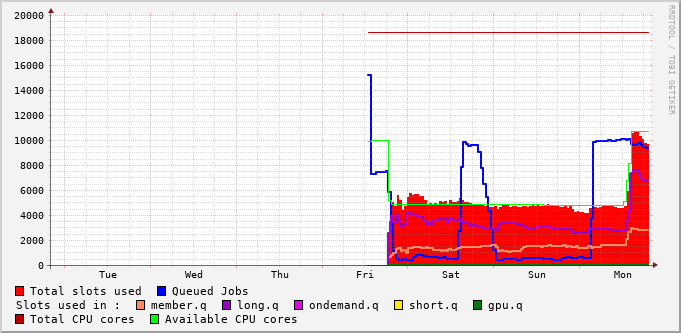 RRDTOOL / TOBI OETIKER
20000
18000
16000
14000
12000
10000
8000
6000
4000
2000
0
Tue Wed Thu Fri Sat Sun Mon
Total slots used Queued Jobs
Slots used in : member.q long.q ondemand.q short.q gpu.q
Total CPU cores Available CPU cores